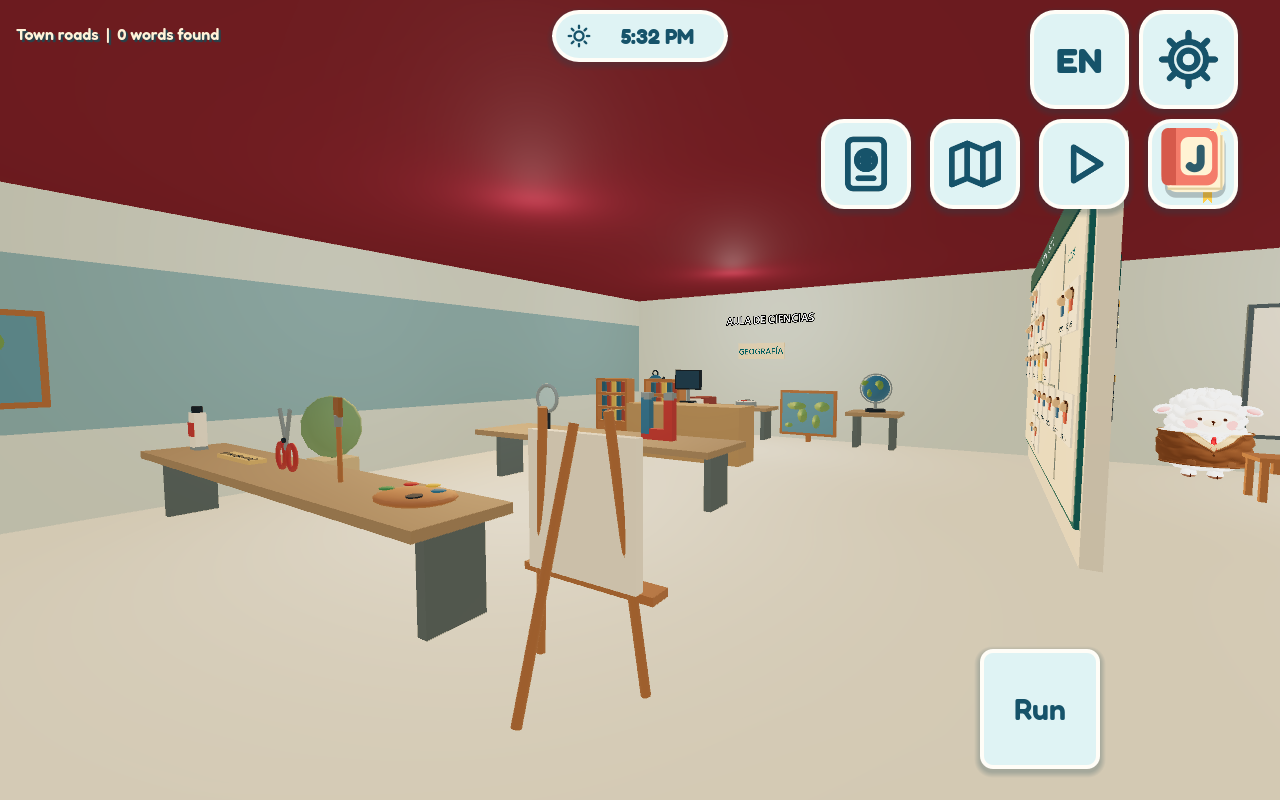 Town roads | 0 words found
5:32 PM
EN
J
AULA DE CIENCIAS
GEOGRAFÍA
Run